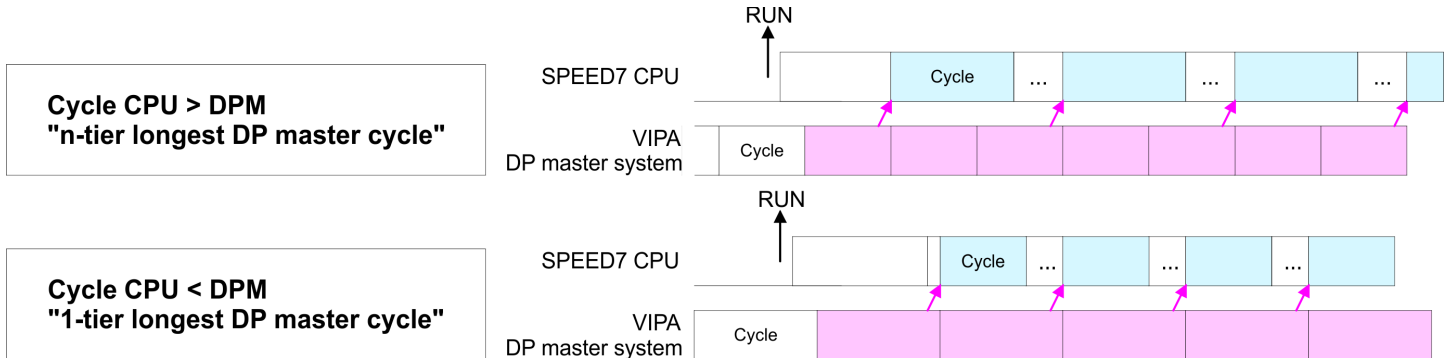 RUN
SPEED7 CPU
Cycle
...
...
...
Cycle CPU > DPM
"n-tier longest DP master cycle"
VIPA
DP master system
Cycle
RUN
SPEED7 CPU
Cycle
...
...
...
Cycle CPU < DPM
"1-tier longest DP master cycle"
VIPA
DP master system
Cycle